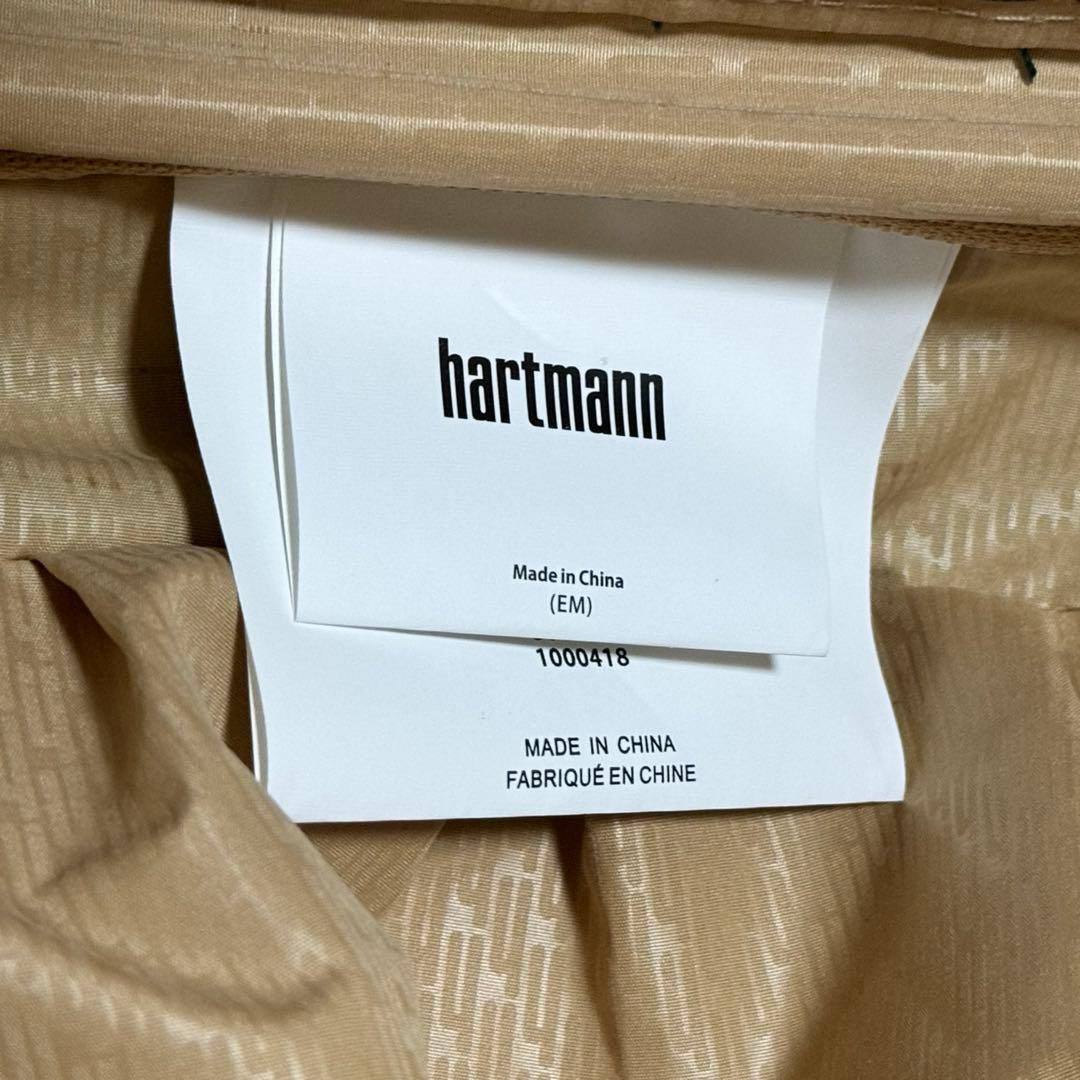 hartmann
Made in China
(EM)
1000418
MADE IN CHINA
FABRIQUÉ EN CHINE